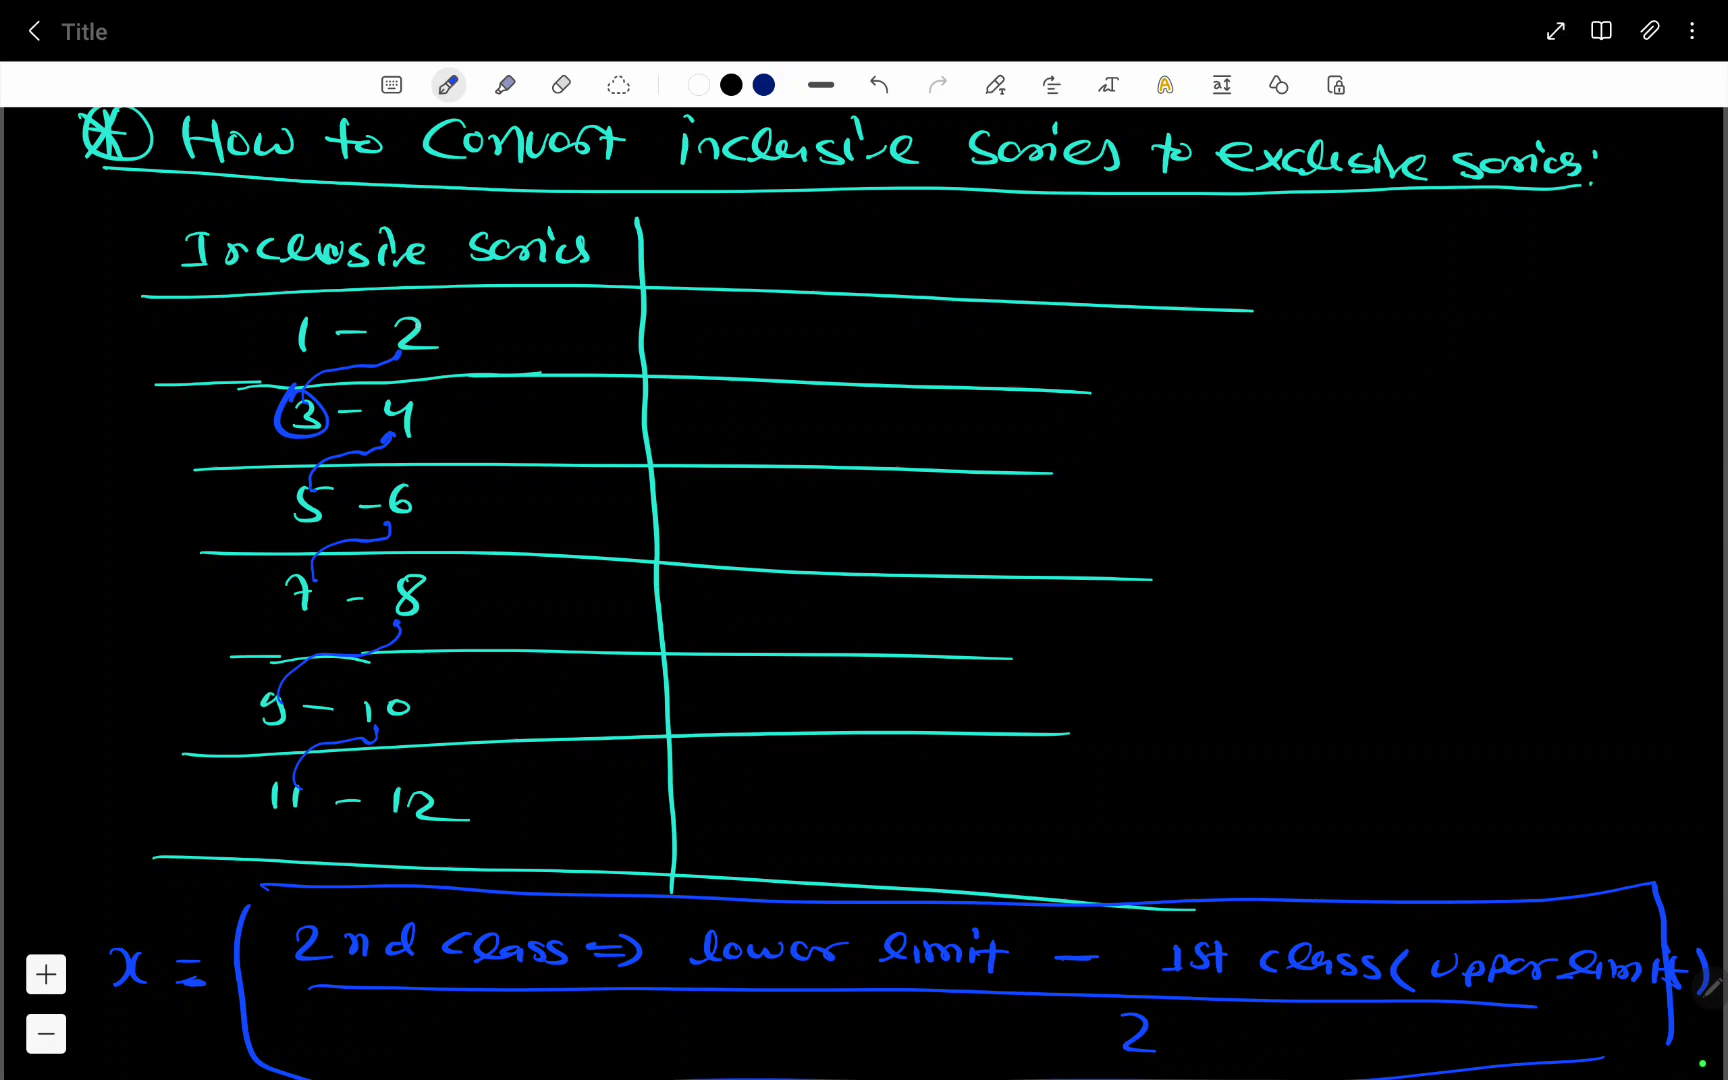 Title
How to Convert inclusive series to exclusive series:
Inclusive series
1 - 2
3 - 4
5 - 6
7 - 8
9 - 10
11 - 12
x = ( 2nd class => lower limit - 1st class (upper limit)
2